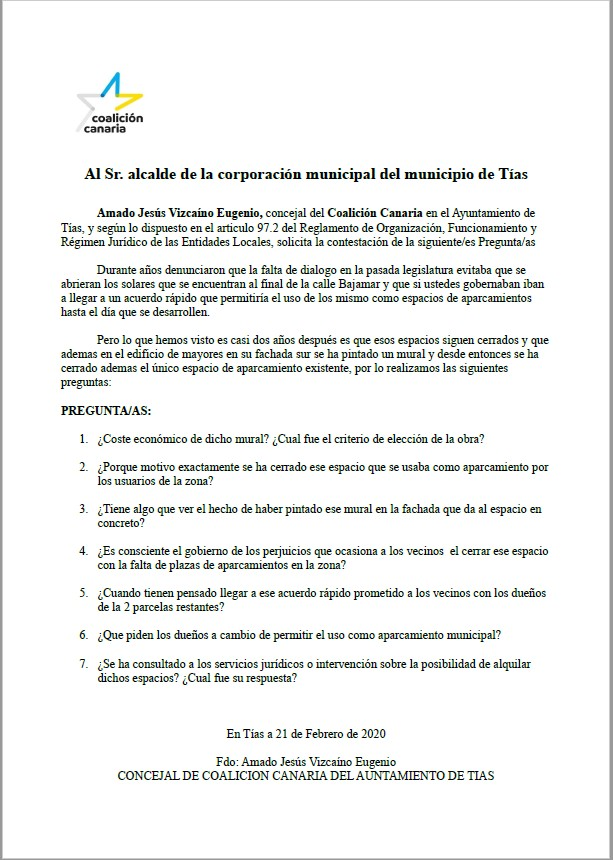 coalición
canaria
Al Sr. alcalde de la corporación municipal del municipio de Tías
Amado Jesús Vizcaíno Eugenio, concejal del Coalición Canaria en el Ayuntamiento de
Tías, y según lo dispuesto en el articulo 97.2 del Reglamento de Organización, Funcionamiento y
Régimen Jurídico de las Entidades Locales, solicita la contestación de la siguiente/es Pregunta/as
Durante años denunciaron que la falta de dialogo en la pasada legislatura evitaba que se
abrieran los solares que se encuentran al final de la calle Bajamar y que si ustedes gobernaban iban
a llegar a un acuerdo rápido que permitiría el uso de los mismo como espacios de aparcamientos
hasta el día que se desarrollen.
Pero lo que hemos visto es casi dos años después es que esos espacios siguen cerrados y que
ademas en el edificio de mayores en su fachada sur se ha pintado un mural y desde entonces se ha
cerrado ademas el único espacio de aparcamiento existente, por lo realizamos las siguientes
preguntas:
PREGUNTA/AS:
1. ¿Coste económico de dicho mural? ¿Cual fue el criterio de elección de la obra?
2. ¿Porque motivo exactamente se ha cerrado ese espacio que se usaba como aparcamiento por
los usuarios de la zona?
3. ¿Tiene algo que ver el hecho de haber pintado ese mural en la fachada que da al espacio en
concreto?
4. ¿Es consciente el gobierno de los perjuicios que ocasiona a los vecinos el cerrar ese espacio
con la falta de plazas de aparcamientos en la zona?
5. ¿Cuando tienen pensado llegar a ese acuerdo rápido prometido a los vecinos con los dueños
de la 2 parcelas restantes?
6. ¿Que piden los dueños a cambio de permitir el uso como aparcamiento municipal?
7. ¿Se ha consultado a los servicios jurídicos o intervención sobre la posibilidad de alquilar
dichos espacios? ¿Cual fue su respuesta?
En Tías a 21 de Febrero de 2020
Fdo: Amado Jesús Vizcaíno Eugenio
CONCEJAL DE COALICION CANARIA DEL AUNTAMIENTO DE TIAS